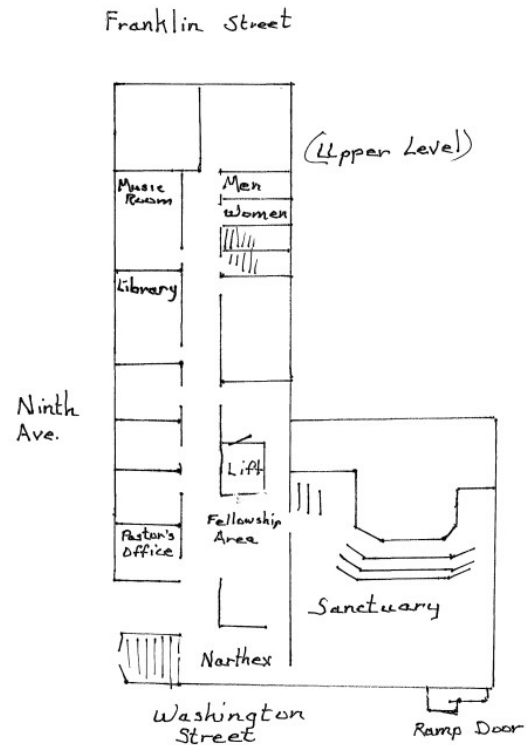 Franklin Street
(Upper Level)
Music
Room
Men
Women
Library
Ninth
Ave.
Lift
Fellowship
Area
Pastor's
Office
Sanctuary
Narthex
Washington
Street
Ramp Door